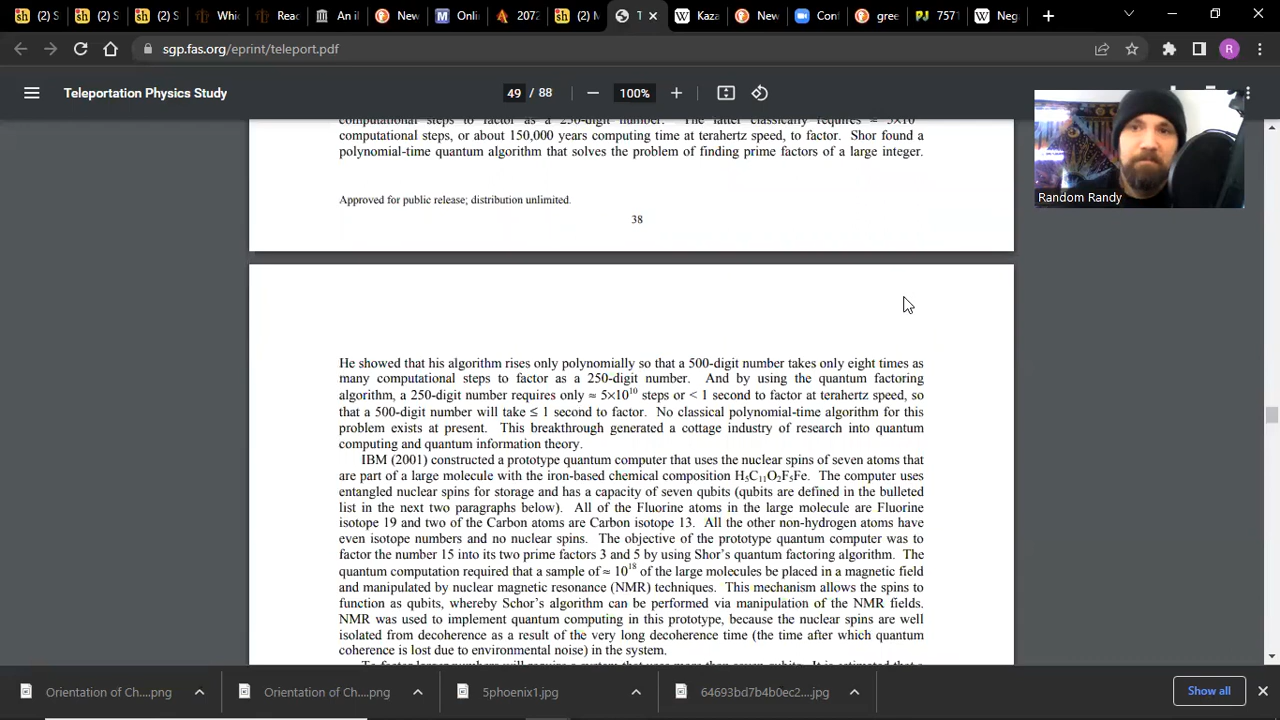 (2) S
(2) S
(2) S
Whi
Reac
An il
New
Onli
2072
(2) M
T
Kaza
New
Conf
gree
7571
Neg
sgp.fas.org/eprint/teleport.pdf
R
Teleportation Physics Study
49 / 88
100%
computational steps, or about 150,000 years computing time at terahertz speed, to factor. Shor found a
polynomial-time quantum algorithm that solves the problem of finding prime factors of a large integer.
Approved for public release; distribution unlimited.
38
Random Randy
He showed that his algorithm rises only polynomially so that a 500-digit number takes only eight times as
many computational steps to factor as a 250-digit number. And by using the quantum factoring
algorithm, a 250-digit number requires only ≈ 5×10¹⁰ steps or < 1 second to factor at terahertz speed, so
that a 500-digit number will take ≤ 1 second to factor. No classical polynomial-time algorithm for this
problem exists at present. This breakthrough generated a cottage industry of research into quantum
computing and quantum information theory.
IBM (2001) constructed a prototype quantum computer that uses the nuclear spins of seven atoms that
are part of a large molecule with the iron-based chemical composition H₅C₁₁O₂F₅Fe. The computer uses
entangled nuclear spins for storage and has a capacity of seven qubits (qubits are defined in the bulleted
list in the next two paragraphs below). All of the Fluorine atoms in the large molecule are Fluorine
isotope 19 and two of the Carbon atoms are Carbon isotope 13. All the other non-hydrogen atoms have
even isotope numbers and no nuclear spins. The objective of the prototype quantum computer was to
factor the number 15 into its two prime factors 3 and 5 by using Shor's quantum factoring algorithm. The
quantum computation required that a sample of ≈ 10¹⁸ of the large molecules be placed in a magnetic field
and manipulated by nuclear magnetic resonance (NMR) techniques. This mechanism allows the spins to
function as qubits, whereby Schor's algorithm can be performed via manipulation of the NMR fields.
NMR was used to implement quantum computing in this prototype, because the nuclear spins are well
isolated from decoherence as a result of the very long decoherence time (the time after which quantum
coherence is lost due to environmental noise) in the system.
Orientation of Ch....png
Orientation of Ch....png
5phoenix1.jpg
64693bd7b4b0ec2....jpg
Show all